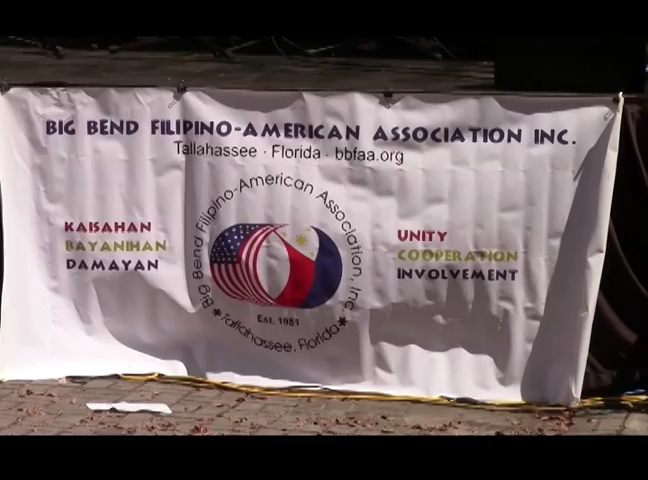 BIG BEND FILIPINO-AMERICAN ASSOCIATION INC.
Tallahassee · Florida · bbfaa.org
KAISAHAN
BAYANIHAN
DAMAYAN
Big Bend Filipino-American Association, Inc.
Est. 1981
*Tallahassee, Florida*
UNITY
COOPERATION
INVOLVEMENT